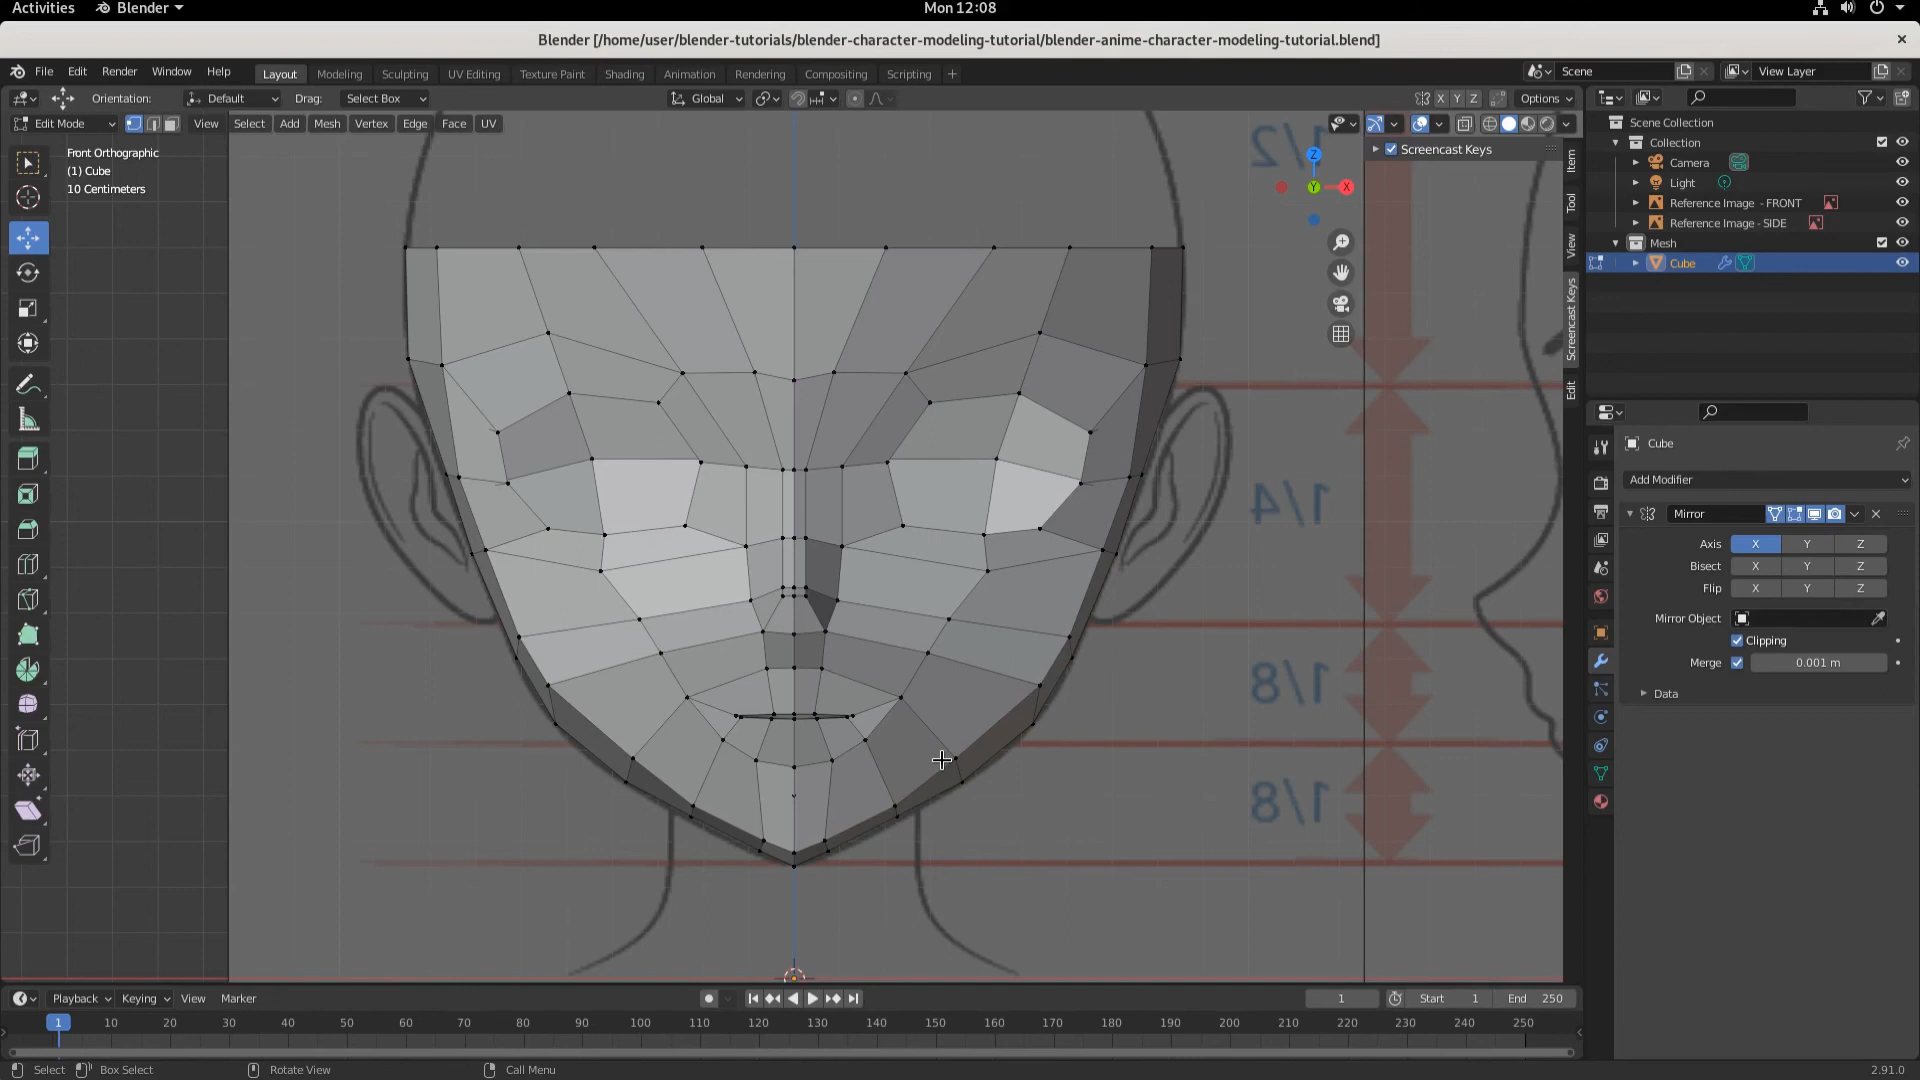 Activities Blender Mon 12:08
Blender [/home/user/blender-tutorials/blender-character-modeling-tutorial/blender-anime-character-modeling-tutorial.blend]
File Edit Render Window Help Layout Modeling Sculpting UV Editing Texture Paint Shading Animation Rendering Compositing Scripting + Scene View Layer
Orientation: Default Drag: Select Box Global X Y Z Options
Edit Mode View Select Add Mesh Vertex Edge Face UV
Front Orthographic
(1) Cube
10 Centimeters
1/2
Z
Y
X
Screencast Keys
Item
Tool
View
Screencast Keys
Edit
1/4
1/8
1/8
Scene Collection
Collection
Camera
Light
Reference Image - FRONT
Reference Image - SIDE
Mesh
Cube
Cube
Add Modifier
Mirror
Axis X Y Z
Bisect X Y Z
Flip X Y Z
Mirror Object
Clipping
Merge 0.001 m
Data
Playback Keying View Marker 1 Start 1 End 250
1 10 20 30 40 50 60 70 80 90 100 110 120 130 140 150 160 170 180 190 200 210 220 230 240 250
Select Box Select Rotate View Call Menu 2.91.0